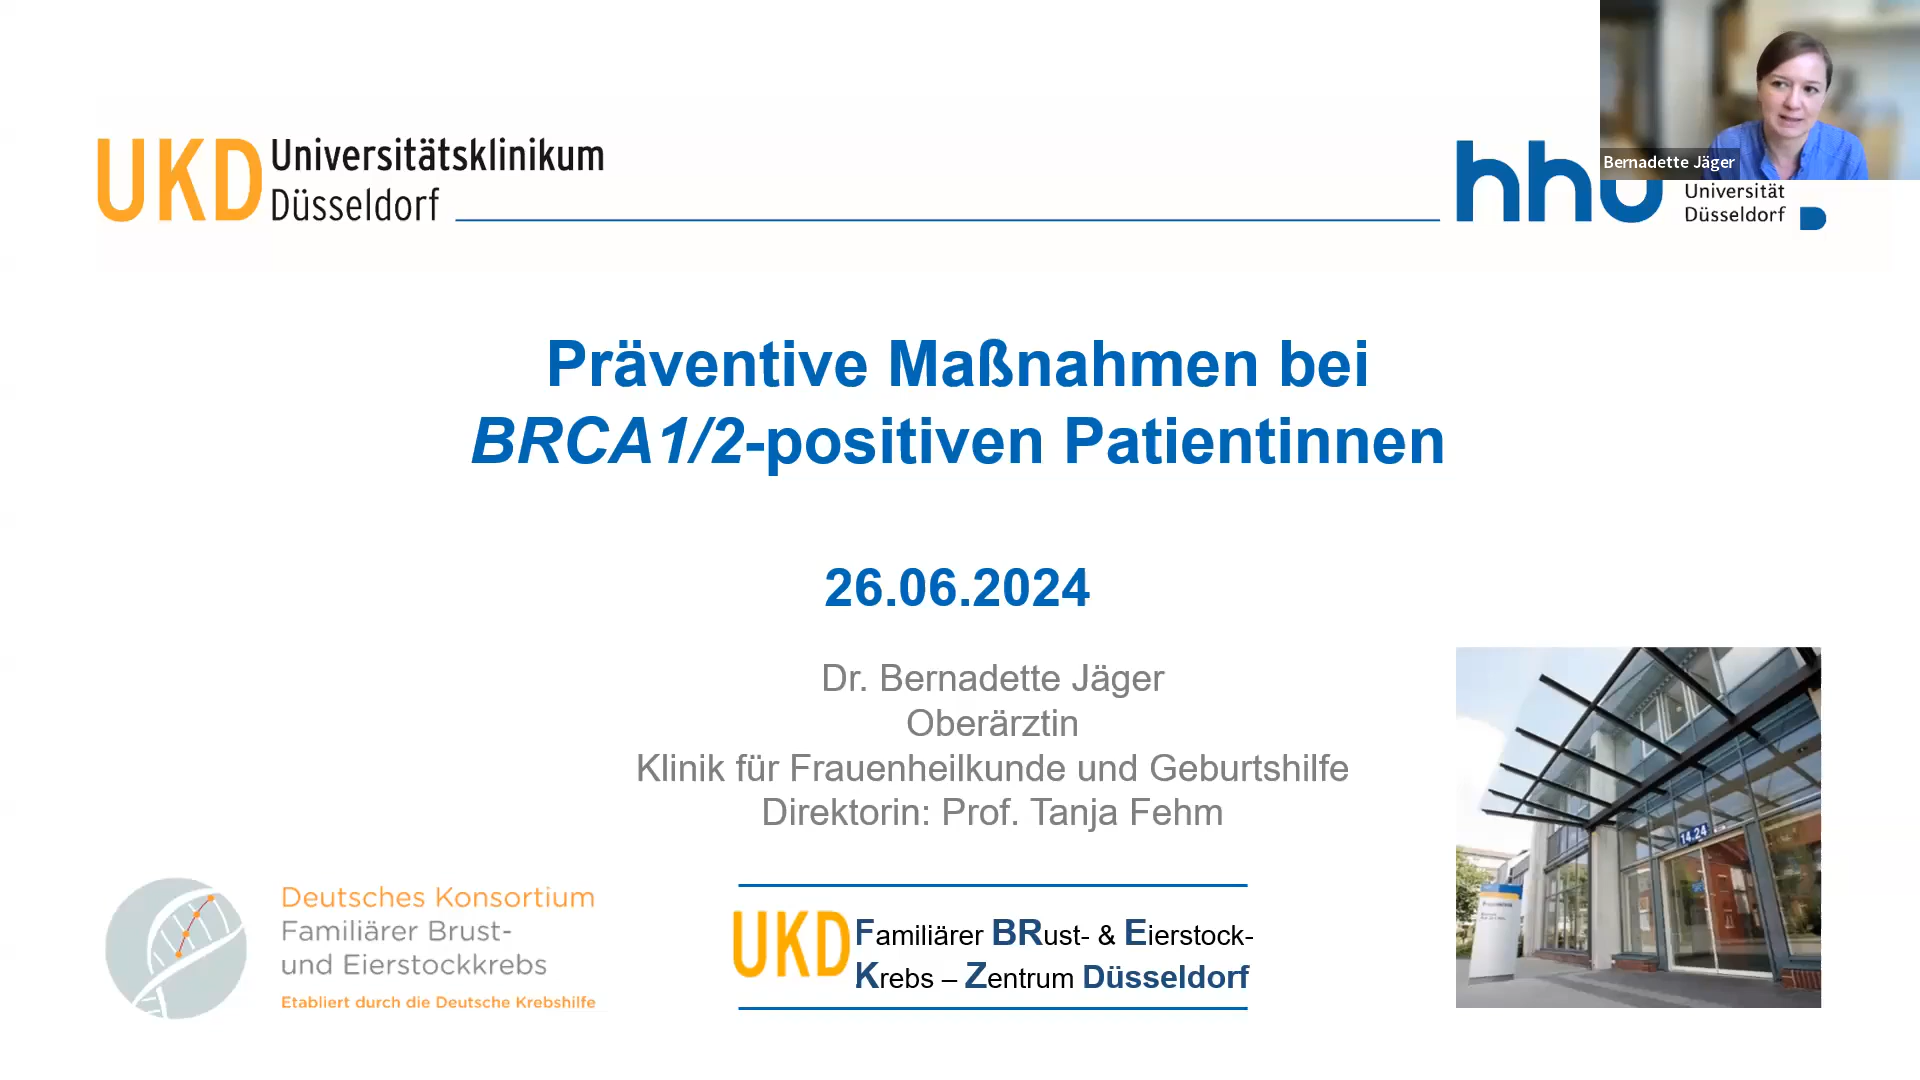 UKD Universitätsklinikum
Düsseldorf
Bernadette Jäger
hhu
Universität
Düsseldorf
Präventive Maßnahmen bei
BRCA1/2-positiven Patientinnen
26.06.2024
Dr. Bernadette Jäger
Oberärztin
Klinik für Frauenheilkunde und Geburtshilfe
Direktorin: Prof. Tanja Fehm
14.24
Deutsches Konsortium
Familiärer Brust-
und Eierstockkrebs
Etabliert durch die Deutsche Krebshilfe
UKD Familiärer BRust- & Eierstock-
Krebs – Zentrum Düsseldorf